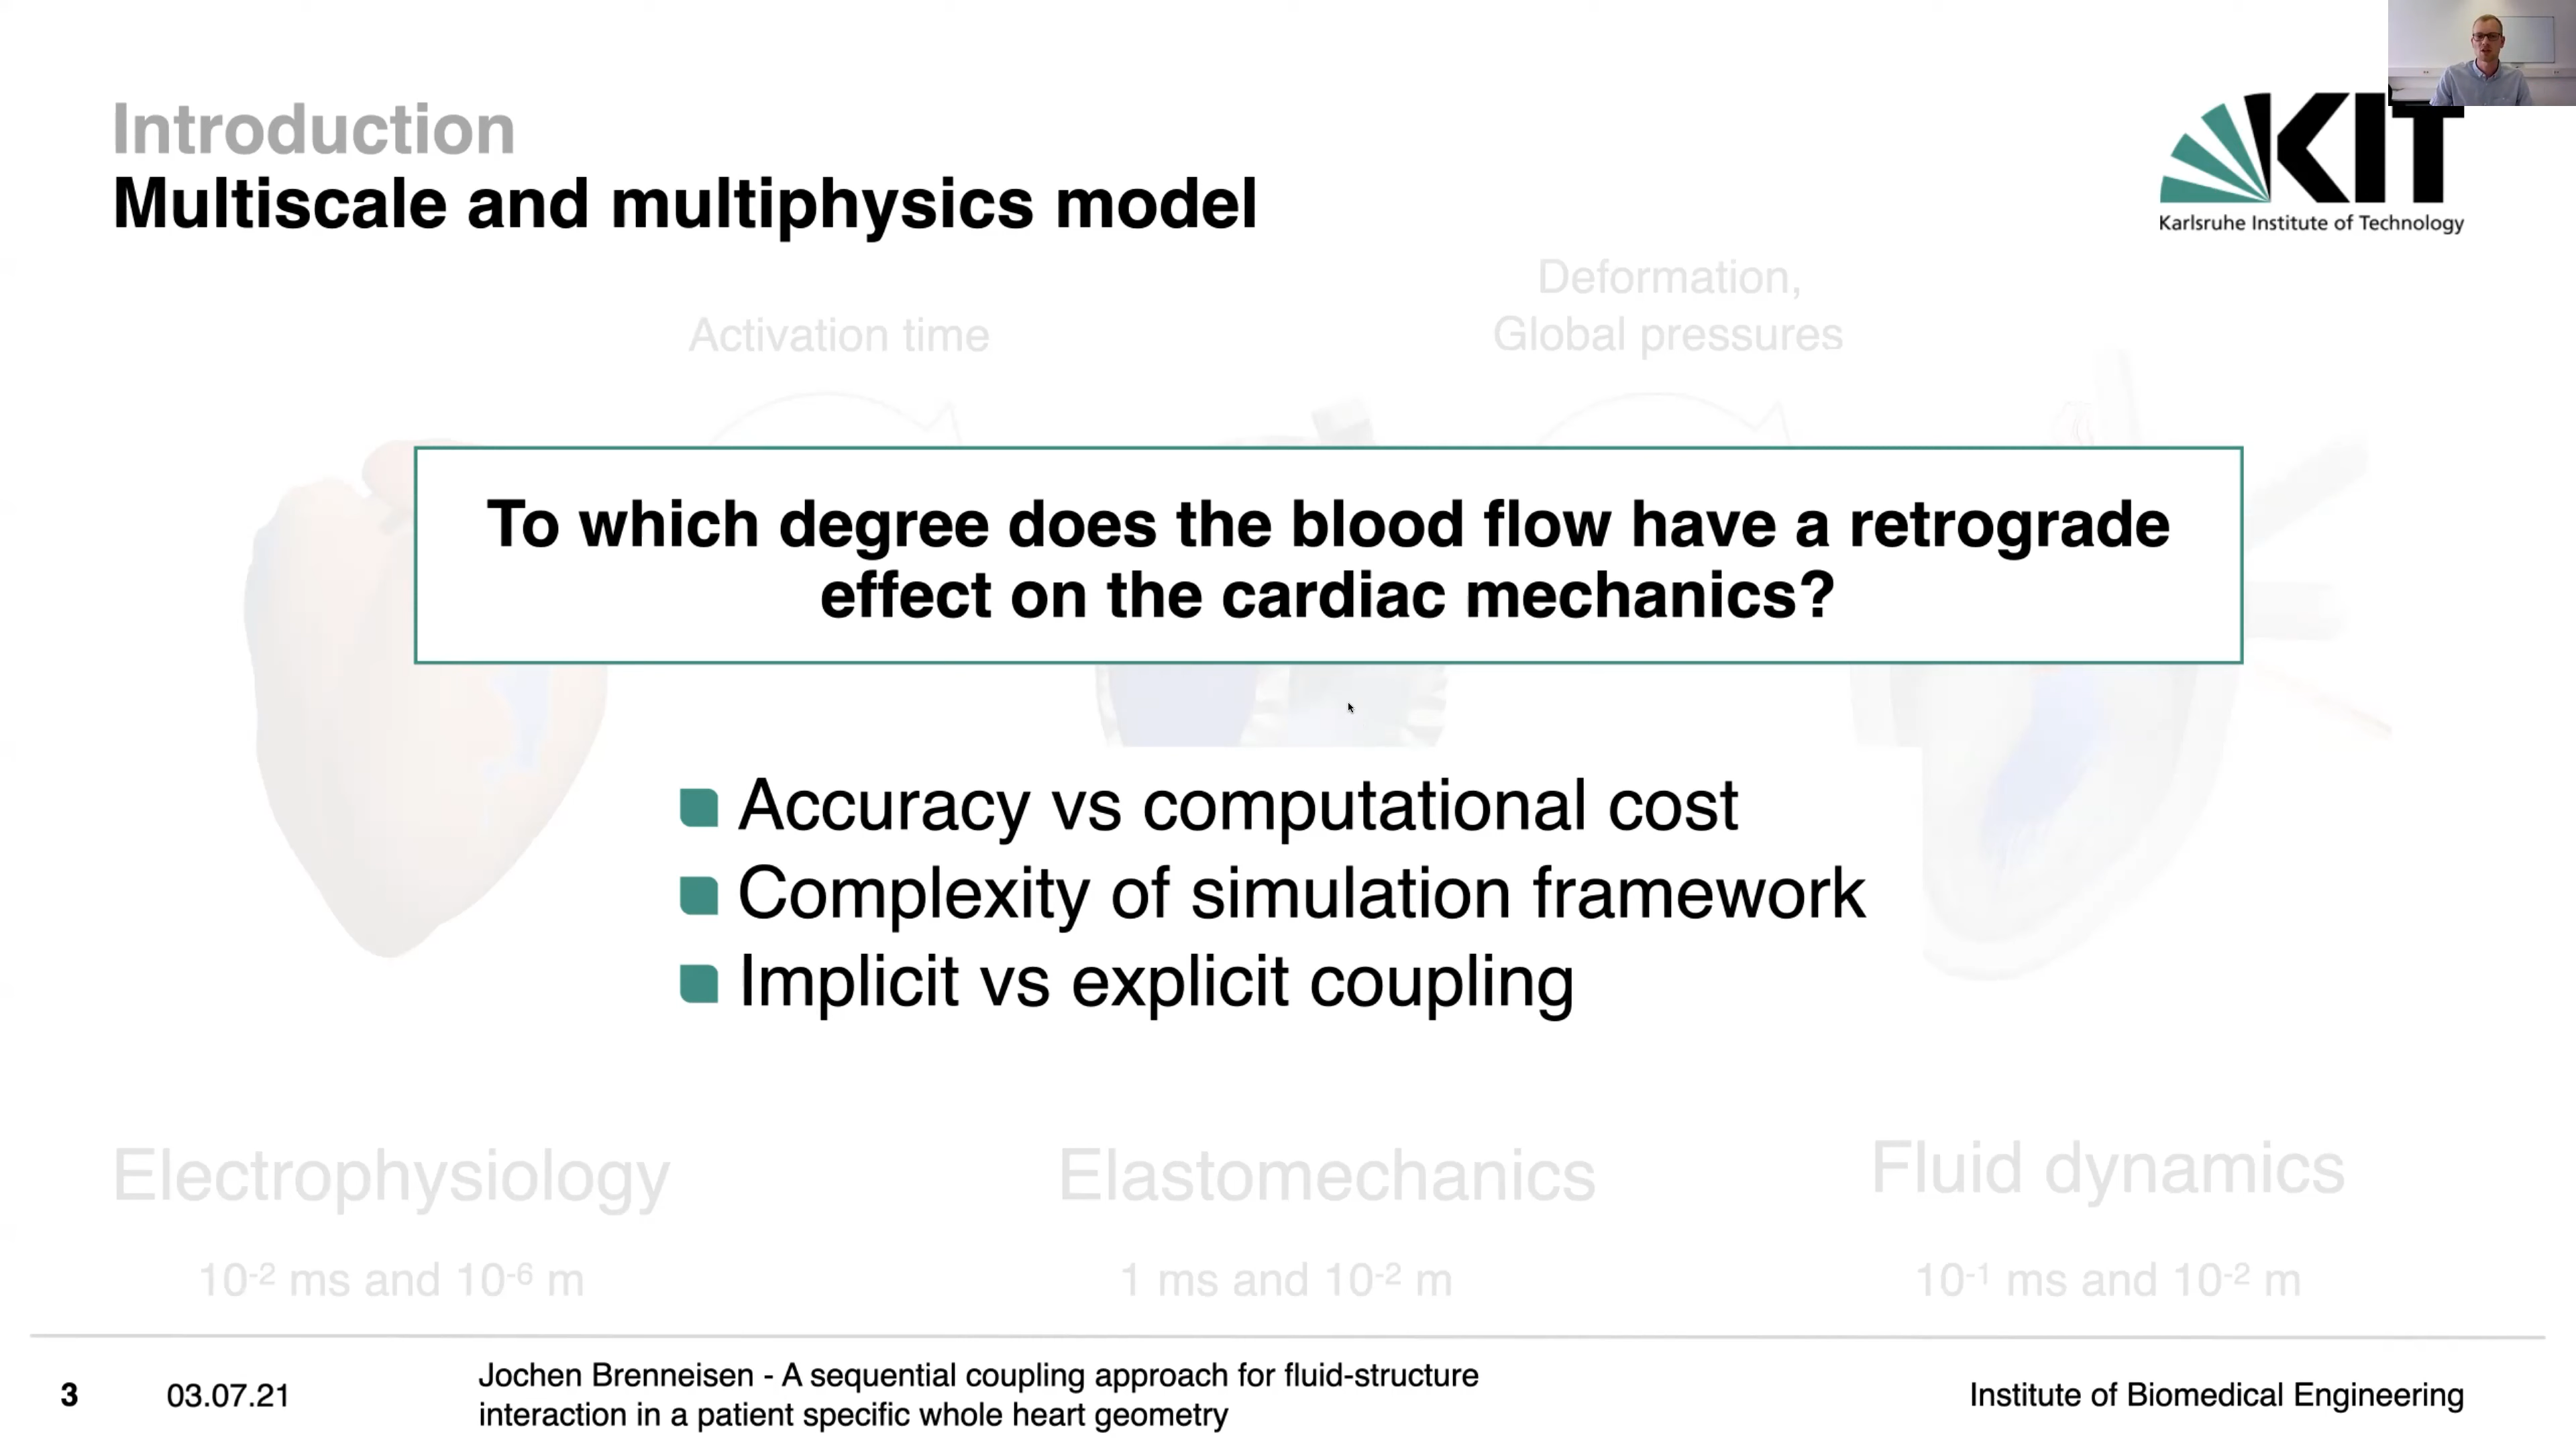 Introduction
Multiscale and multiphysics model
KIT
Karlsruhe Institute of Technology
Activation time
Deformation,
Global pressures
To which degree does the blood flow have a retrograde
effect on the cardiac mechanics?
Accuracy vs computational cost
Complexity of simulation framework
Implicit vs explicit coupling
Electrophysiology
Elastomechanics
Fluid dynamics
10⁻² ms and 10⁻⁶ m
1 ms and 10⁻² m
10⁻¹ ms and 10⁻² m
3
03.07.21
Jochen Brenneisen - A sequential coupling approach for fluid-structure
interaction in a patient specific whole heart geometry
Institute of Biomedical Engineering